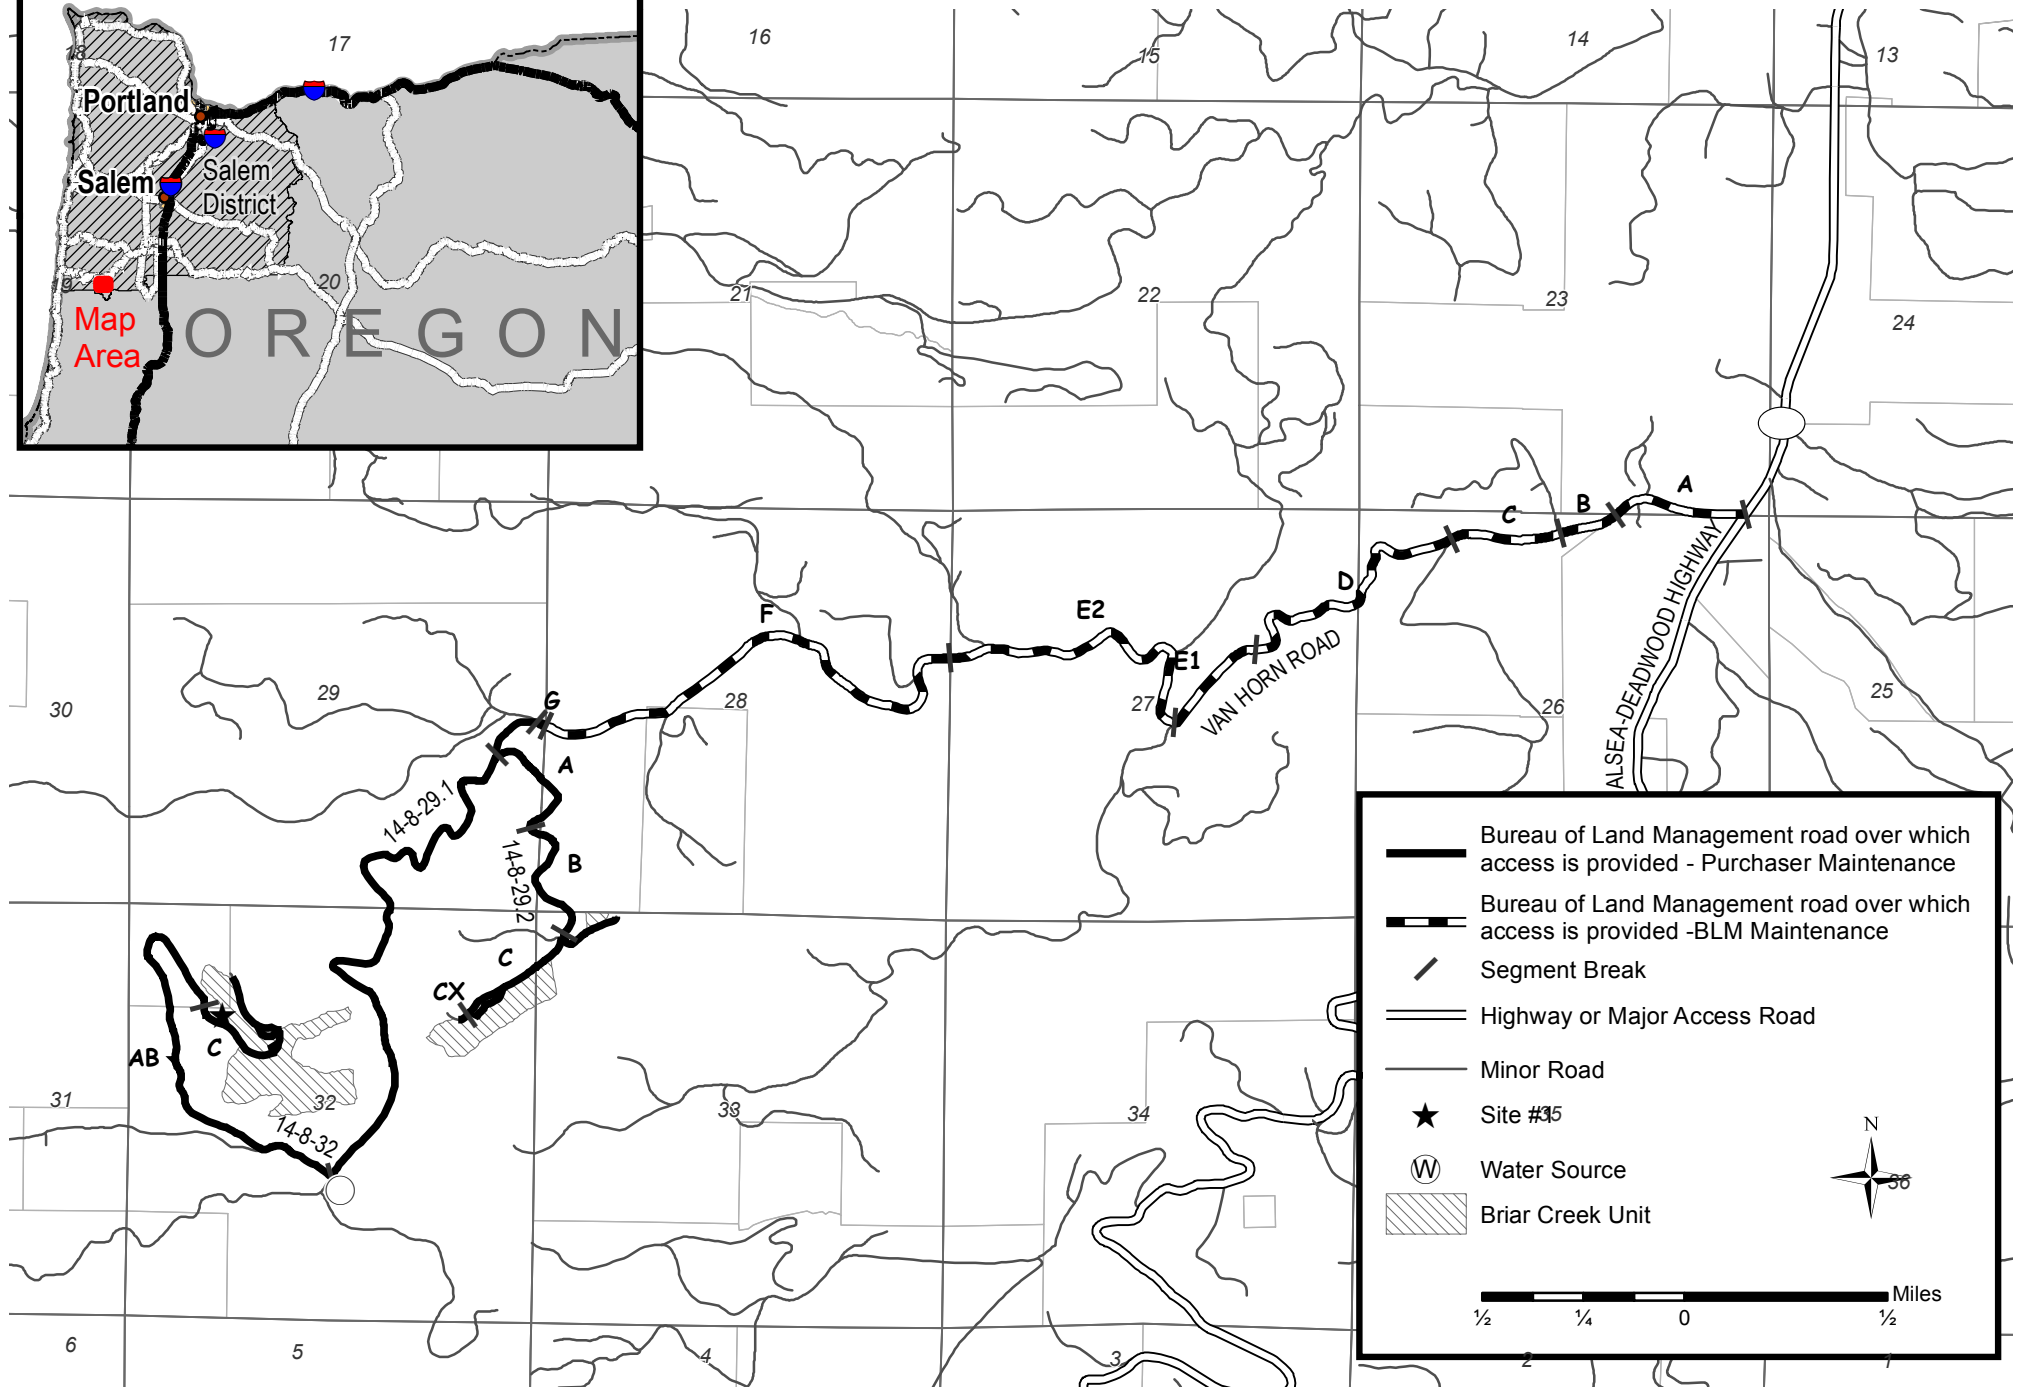 17
16
15
14
13
18
Portland
Salem
Salem
District
19
20
21
22
23
24
Map
Area
OREGON
A
B
C
D
E2
E1
F
G
VAN HORN ROAD
ALSEA-DEADWOOD HIGHWAY
30
29
28
27
26
25
A
14-8-29.1
B
14-8-29.2
C
CX
C
AB
31
32
14-8-32
33
34
35
36
6
5
4
3
2
1
Bureau of Land Management road over which
access is provided - Purchaser Maintenance
Bureau of Land Management road over which
access is provided -BLM Maintenance
Segment Break
Highway or Major Access Road
Minor Road
Site #1
W
Water Source
Briar Creek Unit
N
Miles
½ ¼ 0 ½